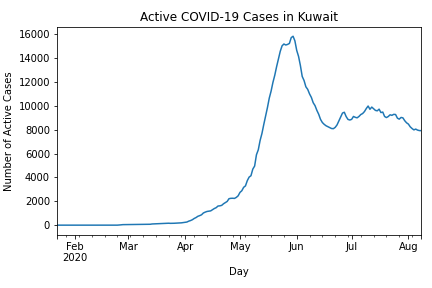 Active COVID-19 Cases in Kuwait
Number of Active Cases
16000
14000
12000
10000
8000
6000
4000
2000
0
Feb Mar Apr May Jun Jul Aug
2020
Day